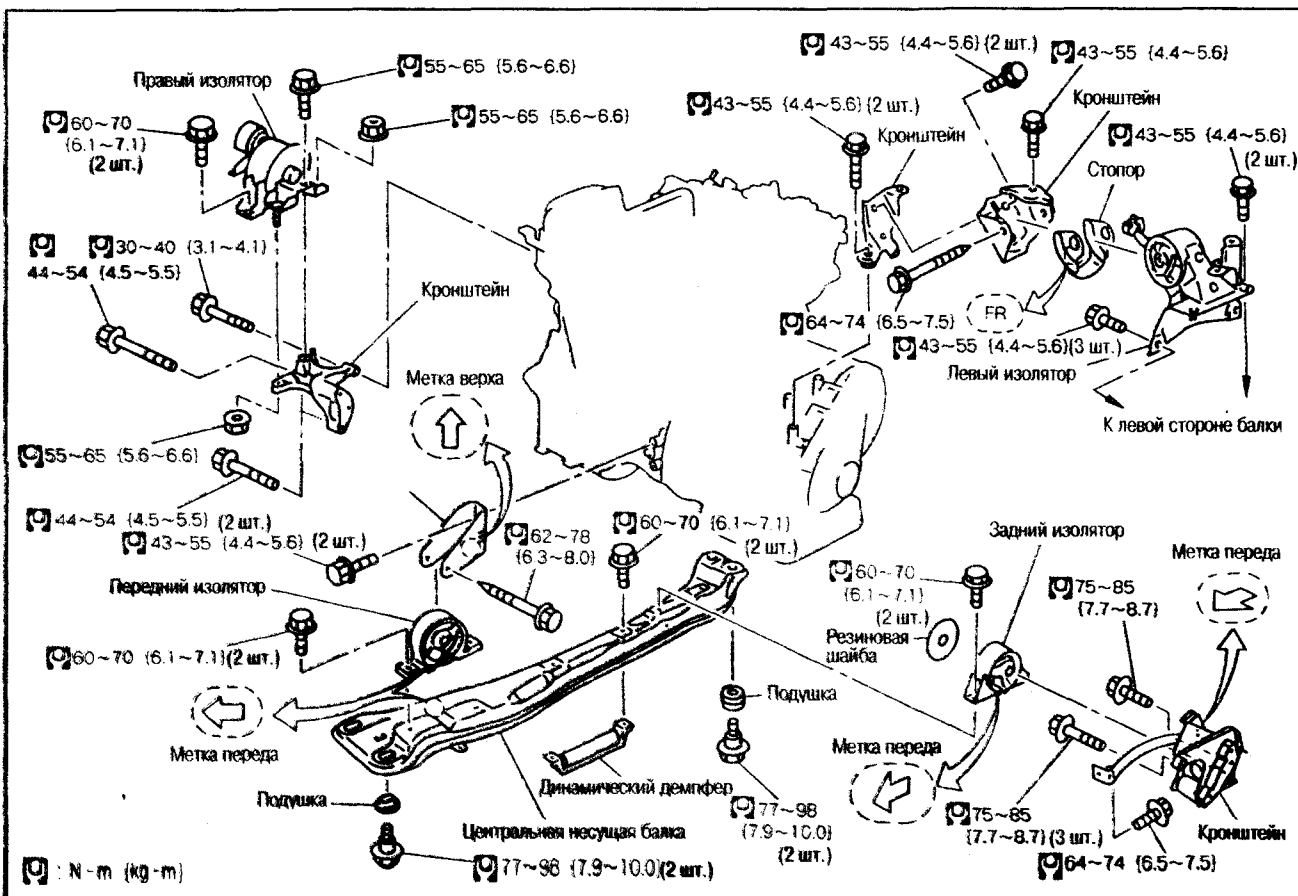 Правый изолятор
55~65 {5.6~6.6}
60~70
{6.1~7.1}
(2 шт.)
55~65 {5.6~6.6}
30~40 {3.1~4.1}
44~54 {4.5~5.5}
Кронштейн
55~65 {5.6~6.6}
44~54 {4.5~5.5} (2 шт.)
43~55 {4.4~5.6} (2 шт.)
43~55 {4.4~5.6}
43~55 {4.4~5.6} (2 шт.)
Кронштейн
Кронштейн
43~55 {4.4~5.6}
(2 шт.)
Стопор
FR
64~74 {6.5~7.5}
43~55 {4.4~5.6} (3 шт.)
Левый изолятор
К левой стороне балки
Метка верха
43~55 {4.4~5.6} (2 шт.)
62~78
{6.3~8.0}
60~70 {6.1~7.1}
(2 шт.)
Передний изолятор
60~70 {6.1~7.1} (2 шт.)
Метка переда
Подушка
Центральная несущая балка
77~98 {7.9~10.0} (2 шт.)
Динамический демпфер
Подушка
77~98
{7.9~10.0}
(2 шт.)
Задний изолятор
60~70
{6.1~7.1}
(2 шт.)
Резиновая
шайба
Метка переда
75~85
{7.7~8.7}
Метка переда
75~85
{7.7~8.7} (3 шт.)
64~74 {6.5~7.5}
Кронштейн
: N-m {kg-m}